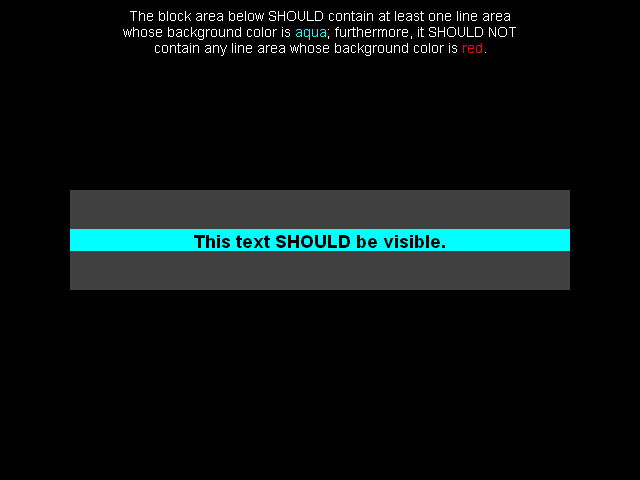 The block area below SHOULD contain at least one line area
whose background color is aqua; furthermore, it SHOULD NOT
contain any line area whose background color is red.
This text SHOULD be visible.